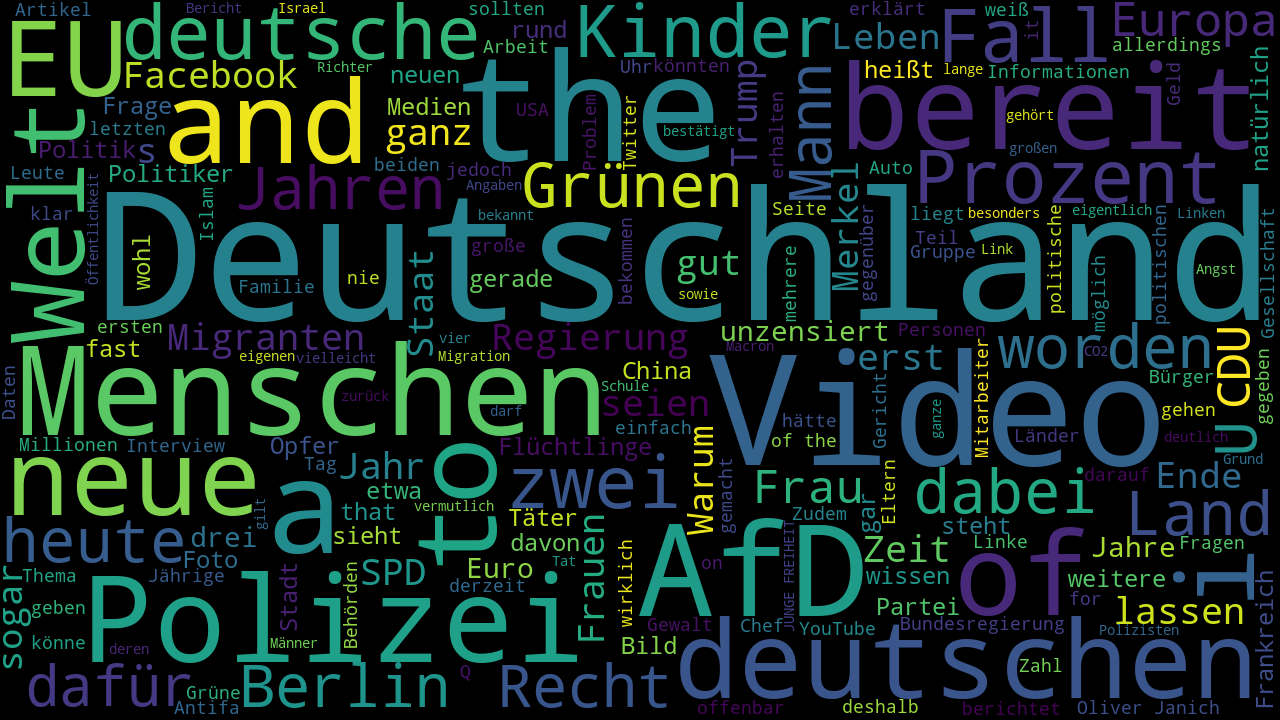 Artikel
Bericht
Israel
sollten
erklärt
weiß
it
Europa
EU
deutsche
rund
Kinder
Leben
Fall
allerdings
Arbeit
Facebook
Richter
neuen
Uhr
könnten
heißt
lange
Informationen
Geld
natürlich
Welt
Frage
and
Medien
the
USA
Problem
Twitter
Trump
erhalten
Mann
bereit
gehört
letzten
ganz
bestätigt
Politik
s
beiden
jedoch
großen
Leute
Politiker
Angaben
Grünen
Auto
Prozent
Öffentlichkeit
Islam
Jahren
Merkel
klar
bekannt
Seite
gegenüber
liegt
besonders
politische
eigentlich
politischen
Linken
Gesellschaft
Deutschland
wohl
Staat
große
bekommen
gut
mehrere
Teil
Gruppe
Link
möglich
Familie
nie
gerade
sowie
Angst
ersten
Migranten
vier
Regierung
unzensiert
Personen
worden
CDU
fast
eigenen
vielleicht
Migration
China
Macron
erst
CO2
Daten
Menschen
zurück
Schule
seien
Video
Mitarbeiter
Bürger
gegeben
darf
einfach
hätte
Gericht
ganze
gehen
Millionen
Interview
Opfer
Flüchtlinge
of the
Länder
deutlich
U
neue
Tag
Jahr
to
Warum
gemacht
Frau
Eltern
darauf
Ende
Grund
gilt
a
etwa
zwei
dabei
heute
that
vermutlich
Täter
Zudem
gar
Land
drei
sieht
davon
JUNGE FREIHEIT
steht
Foto
Frauen
wirklich
AfD
Zeit
Linke
of
Jahre
Fragen
sogar
Thema
Jährige
Stadt
Behörden
SPD
Euro
Tat
on
wissen
weitere
i
Frankreich
geben
Polizei
derzeit
Partei
for
lassen
könne
Gewalt
Chef
YouTube
Bundesregierung
Polizisten
deren
Männer
Bild
deutschen
dafür
Grüne
Berlin
Q
Recht
Zahl
Antifa
offenbar
deshalb
berichtet
Oliver Janich